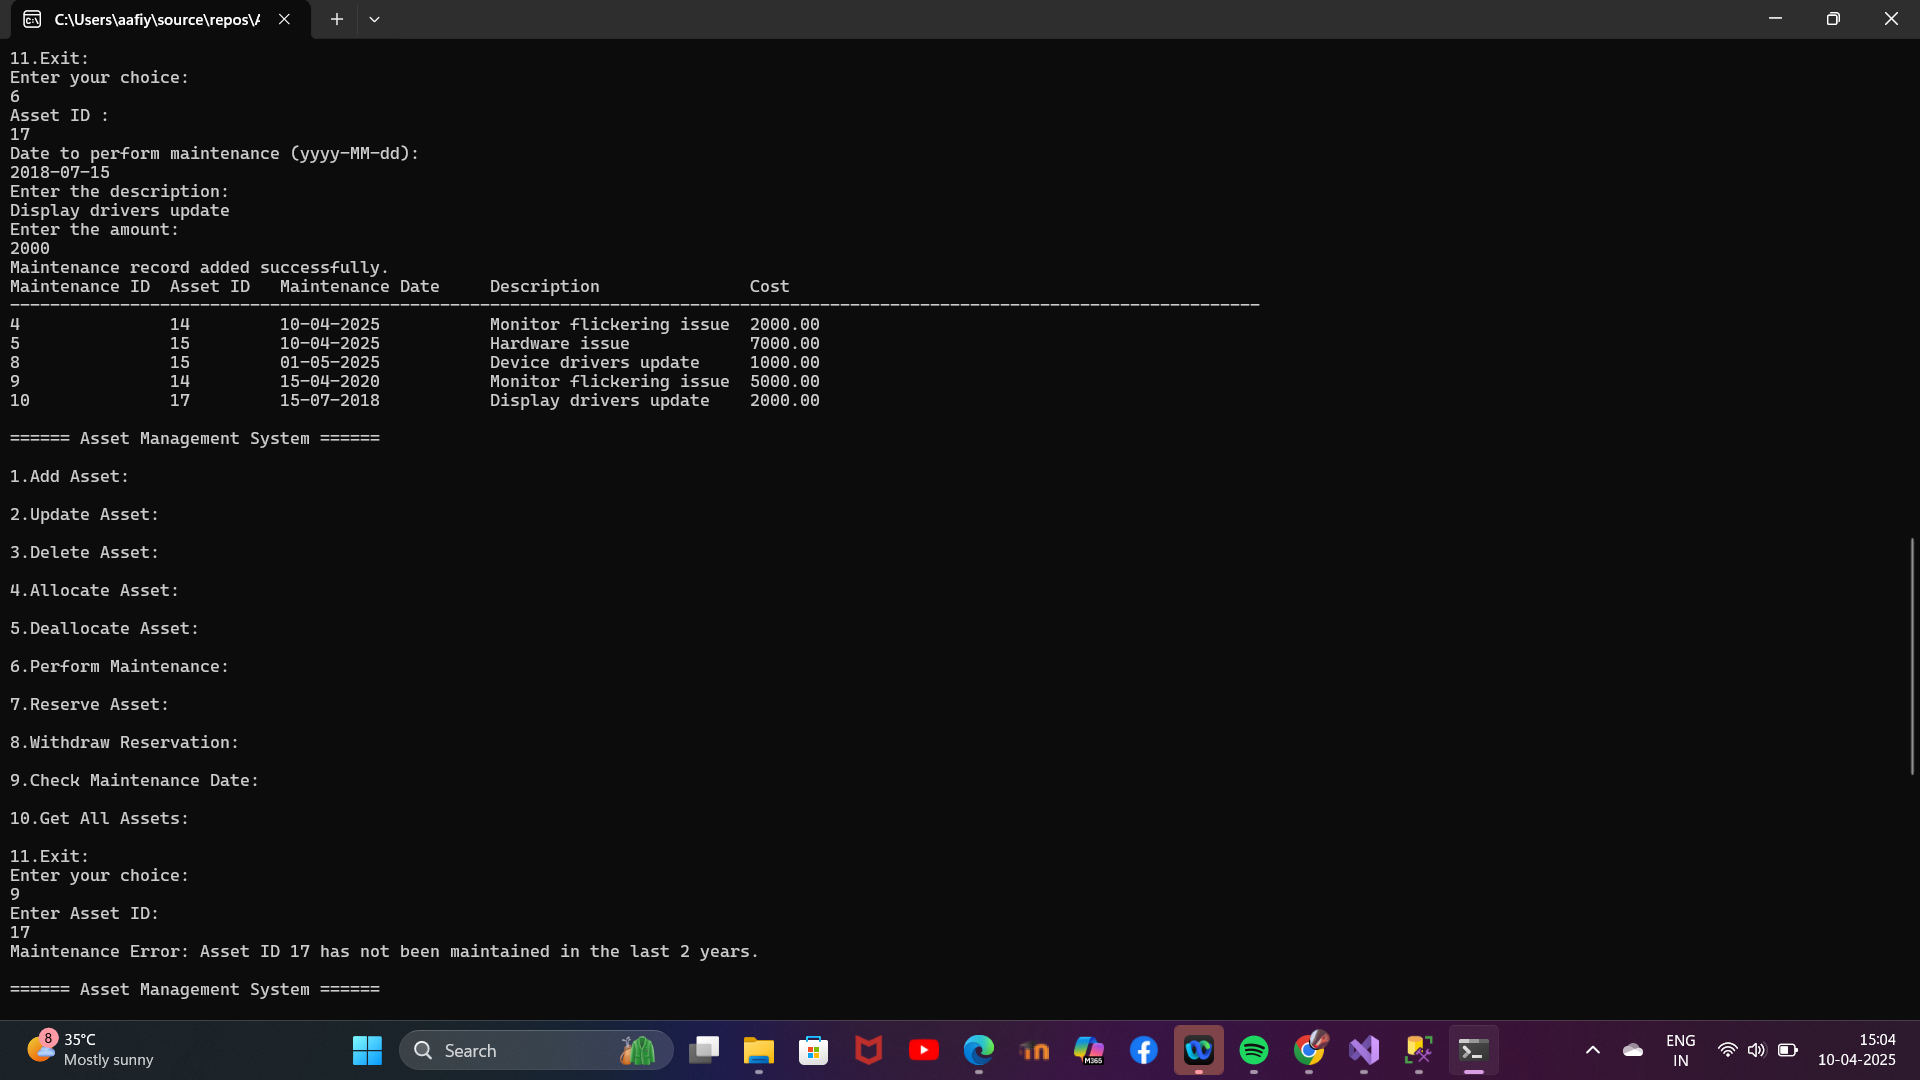 C:\Users\aafiy\source\repos\A
11.Exit:
Enter your choice:
6
Asset ID :
17
Date to perform maintenance (yyyy-MM-dd):
2018-07-15
Enter the description:
Display drivers update
Enter the amount:
2000
Maintenance record added successfully.
Maintenance ID  Asset ID   Maintenance Date     Description               Cost
-----------------------------------------------------------------------------------------------------------------------------
4               14         10-04-2025           Monitor flickering issue  2000.00
5               15         10-04-2025           Hardware issue            7000.00
8               15         01-05-2025           Device drivers update     1000.00
9               14         15-04-2020           Monitor flickering issue  5000.00
10              17         15-07-2018           Display drivers update    2000.00
====== Asset Management System ======
1.Add Asset:
2.Update Asset:
3.Delete Asset:
4.Allocate Asset:
5.Deallocate Asset:
6.Perform Maintenance:
7.Reserve Asset:
8.Withdraw Reservation:
9.Check Maintenance Date:
10.Get All Assets:
11.Exit:
Enter your choice:
9
Enter Asset ID:
17
Maintenance Error: Asset ID 17 has not been maintained in the last 2 years.
====== Asset Management System ======
8
35°C
Mostly sunny
Search
M365
ENG
IN
15:04
10-04-2025